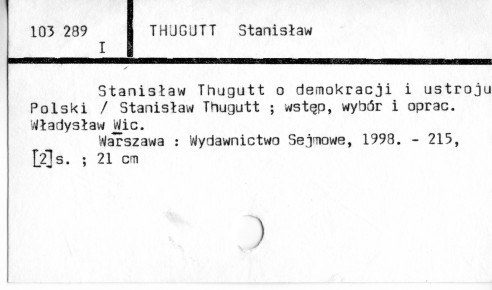 103 289
I
THUGUTT Stanisław
Stanisław Thugutt o demokracji i ustroju
Polski / Stanisław Thugutt ; wstęp, wybór i oprac.
Władysław Wic.
Warszawa : Wydawnictwo Sejmowe, 1998. - 215,
[2]s. ; 21 cm